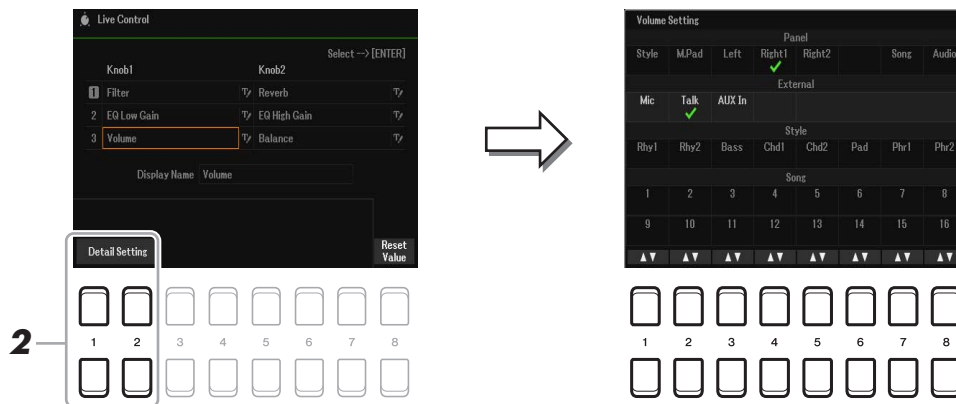 Live Control
Select -->[ENTER]
Knob1 Knob2
1 Filter Reverb
2 EQ Low Gain EQ High Gain
3 Volume Balance
Display Name Volume
Detail Setting
Reset
Value
2
1 2 3 4 5 6 7 8
Volume Setting
Panel
Style M.Pad Left Right1 Right2 Song Audio
External
Mic Talk AUX In
Style
Rhy1 Rhy2 Bass Chd1 Chd2 Pad Phr1 Phr2
Song
1 2 3 4 5 6 7 8
9 10 11 12 13 14 15 16
1 2 3 4 5 6 7 8